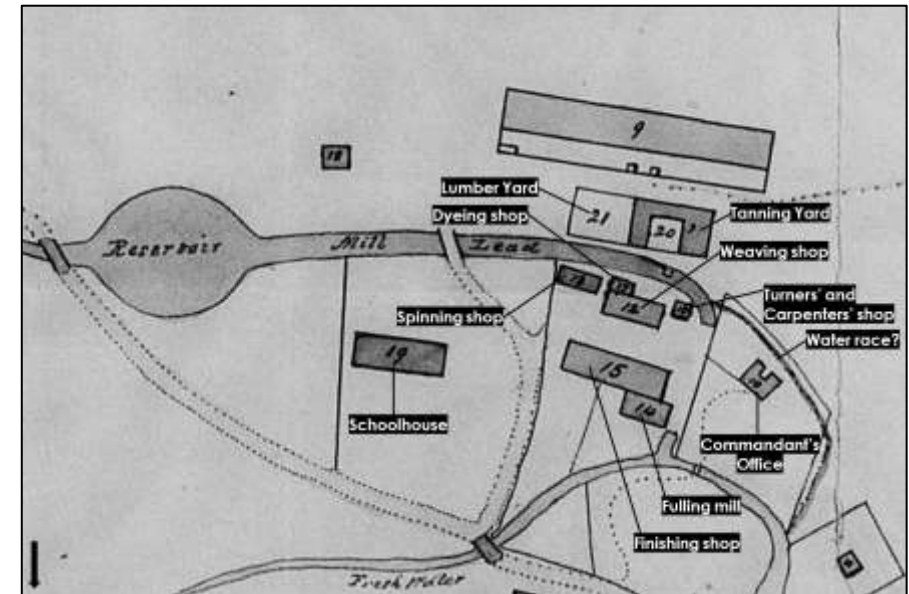 9
18
Lumber Yard
Dyeing shop
21
20
Tanning Yard
Reservoir
Mill
Lead
Weaving shop
Spinning shop
12
Turners' and
Carpenters' shop
Water race?
19
15
14
Schoolhouse
Commandant's
Office
Fulling mill
Finishing shop
Fresh Water